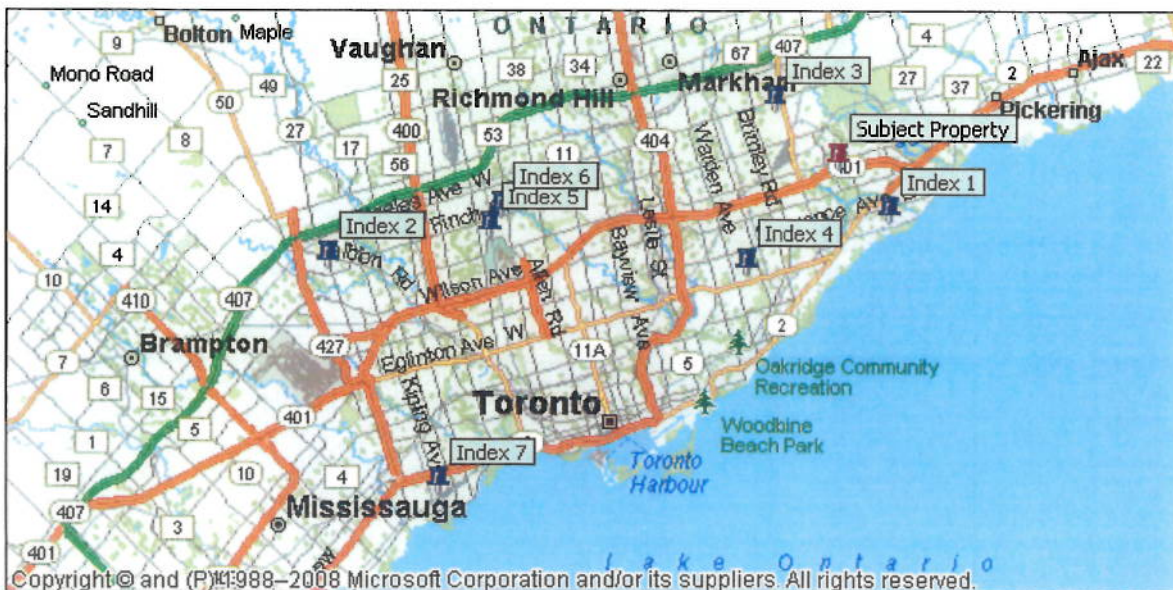 ONTARIO
Bolton
Maple
9
Vaughan
67
407
4
Ajax
22
Mono Road
49
25
38
34
Markham
Index 3
27
37
2
Pickering
Richmond Hill
50
Sandhill
8
27
17
400
53
Subject Property
7
56
11
404
Warden Ave
Brimley Rd
401
Ave W
Index 6
Index 5
Finch
Index 1
14
Index 2
Leslie St
Index 4
4
Rd
Wilson Ave
Allen Rd
Bayview Ave
10
410
407
2
Brampton
427
Eglinton Ave W
11A
5
Oakridge Community
Recreation
7
6
15
Kipling Av
Toronto
401
Woodbine
Beach Park
1
5
Index 7
Toronto
Harbour
19
10
4
407
Mississauga
3
401
Lake Ontario
Copyright © and (P) 1988–2008 Microsoft Corporation and/or its suppliers. All rights reserved.